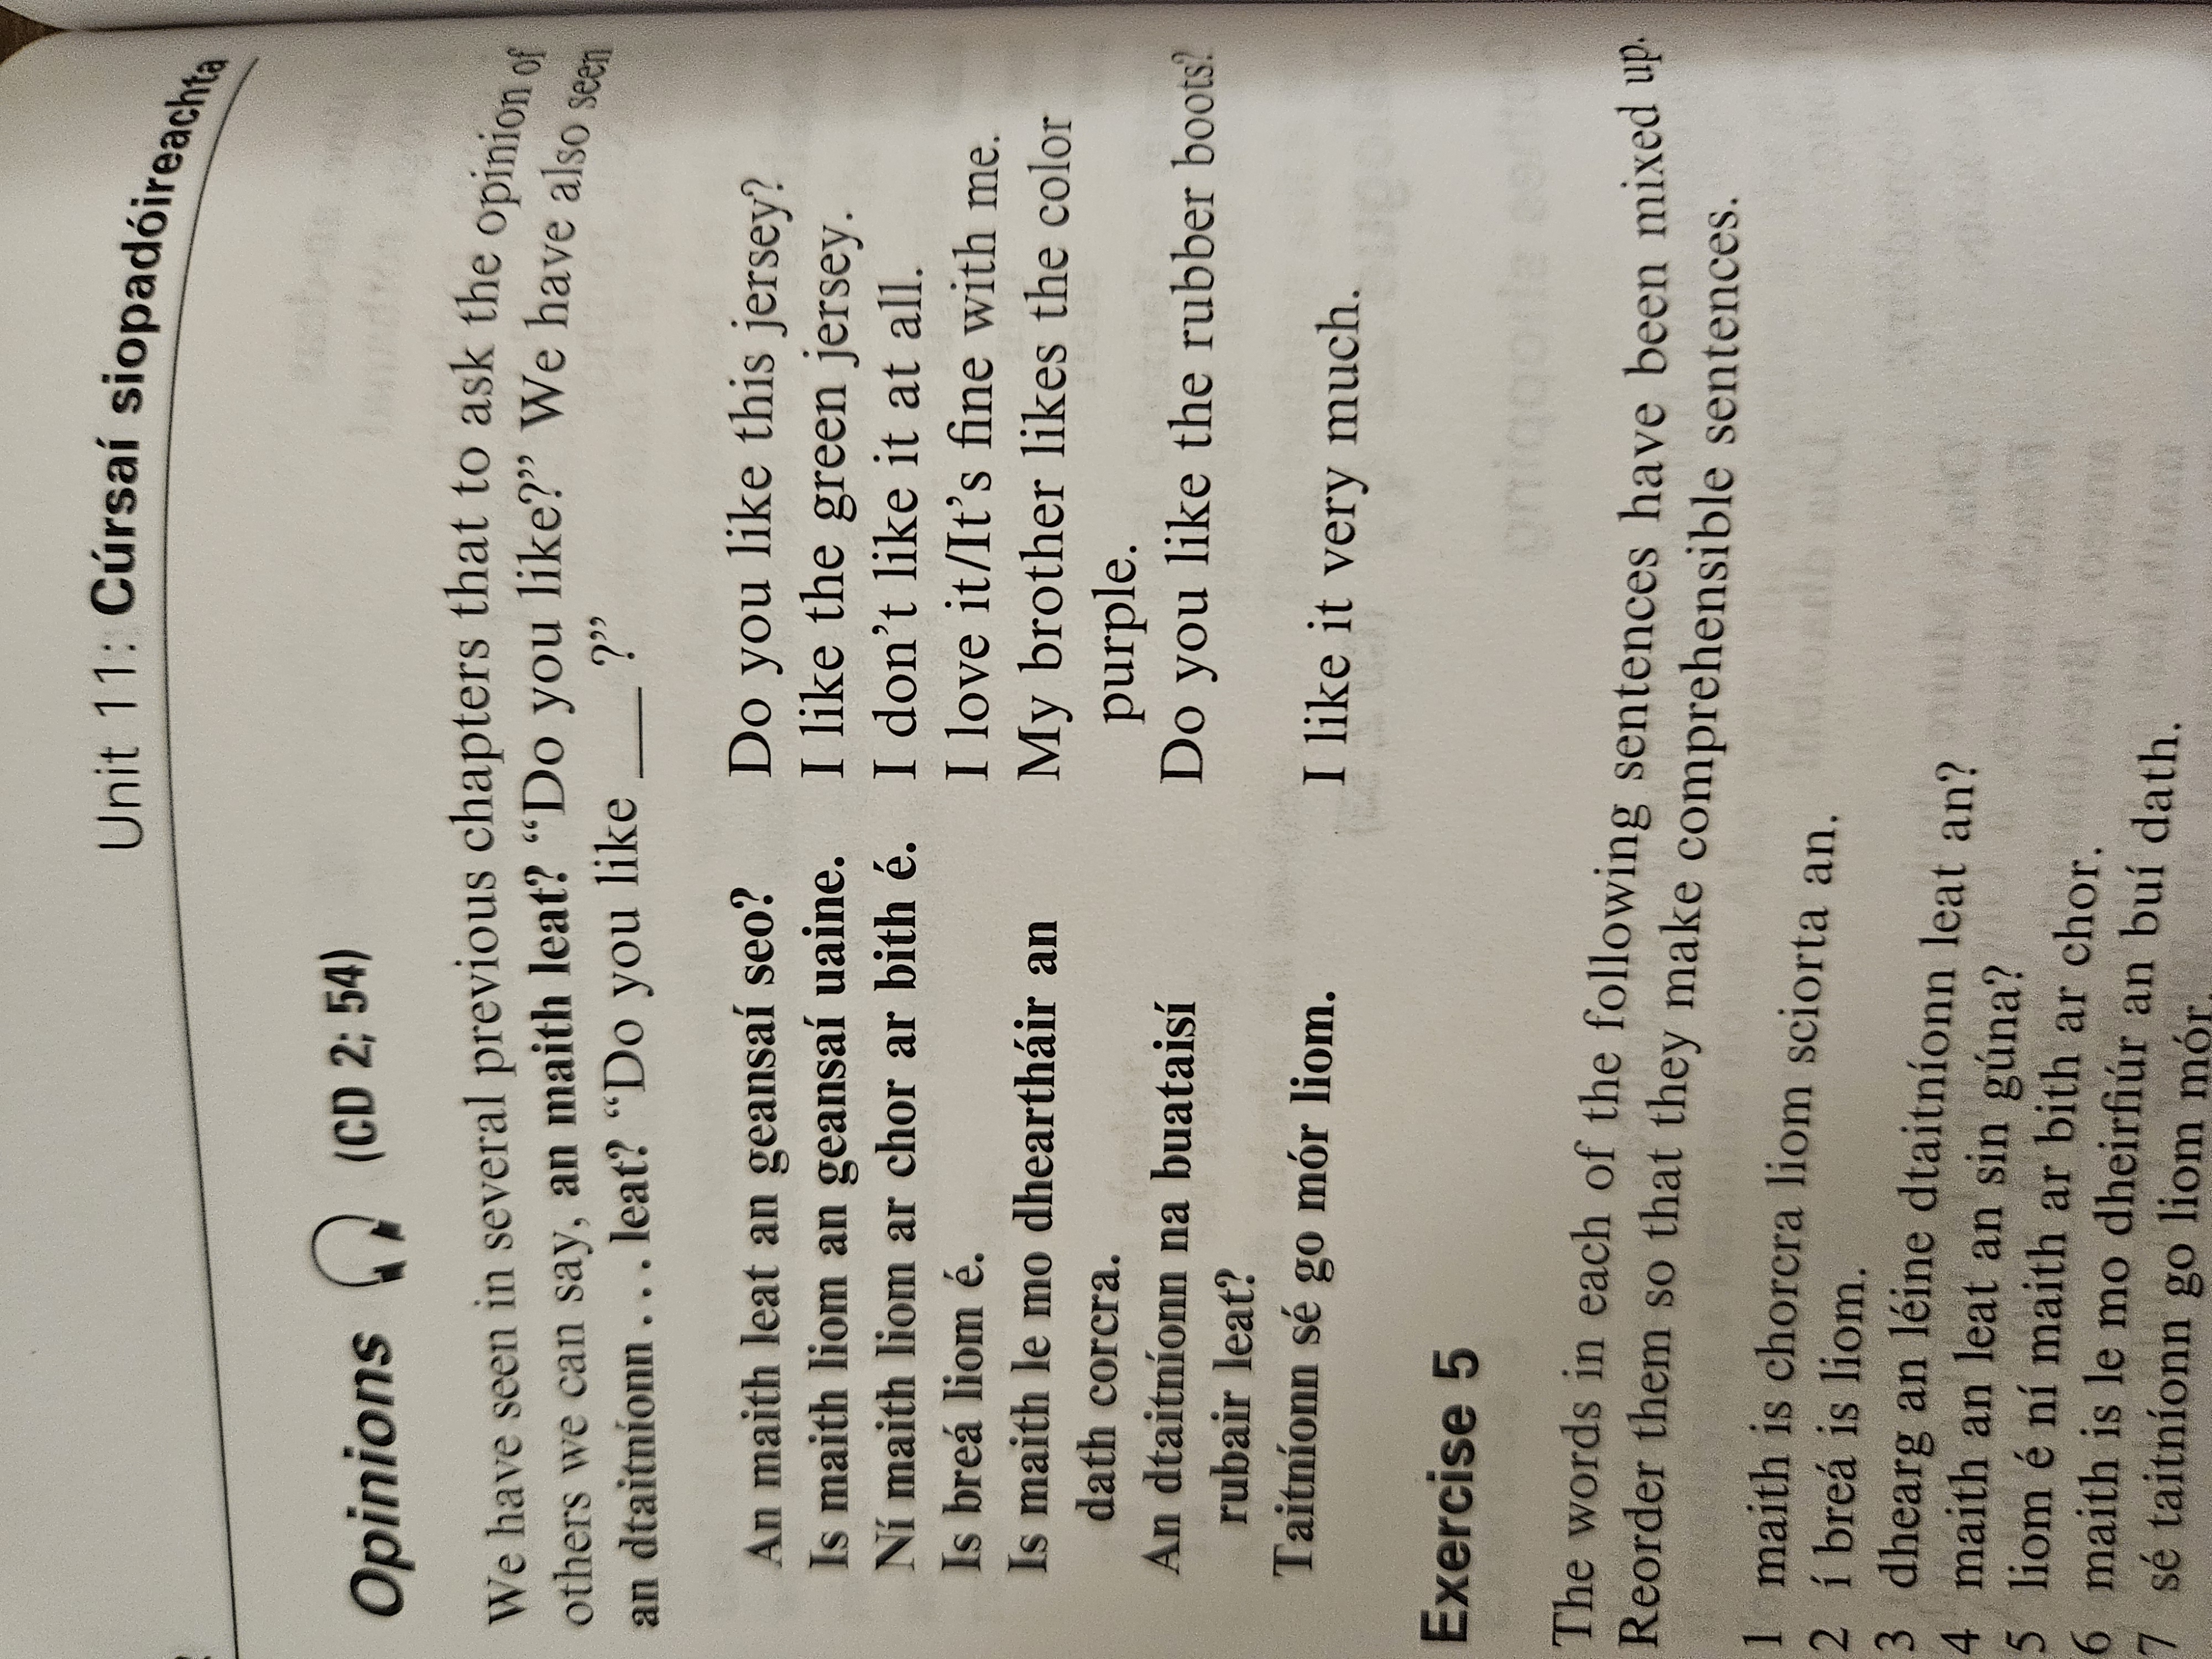 Unit 11: Cúrsaí siopadóireachta
Opinions (CD 2; 54)
We have seen in several previous chapters that to ask the opinion of
others we can say, an maith leat? “Do you like?” We have also seen
an dtaitníonn . . . leat? “Do you like ____ ?”
An maith leat an geansaí seo? Do you like this jersey?
Is maith liom an geansaí uaine. I like the green jersey.
Ní maith liom ar chor ar bith é. I don’t like it at all.
Is breá liom é. I love it/It’s fine with me.
Is maith le mo dheartháir an My brother likes the color
dath corcra. purple.
An dtaitníonn na buataisí Do you like the rubber boots?
rubair leat?
Taitníonn sé go mór liom. I like it very much.
Exercise 5
The words in each of the following sentences have been mixed up.
Reorder them so that they make comprehensible sentences.
1 maith is chorcra liom sciorta an.
2 í breá is liom.
3 dhearg an léine dtaitníonn leat an?
4 maith an leat an sin gúna?
5 liom é ní maith ar bith ar chor.
6 maith is le mo dheirfiúr an buí dath.
7 sé taitníonn go liom mór.